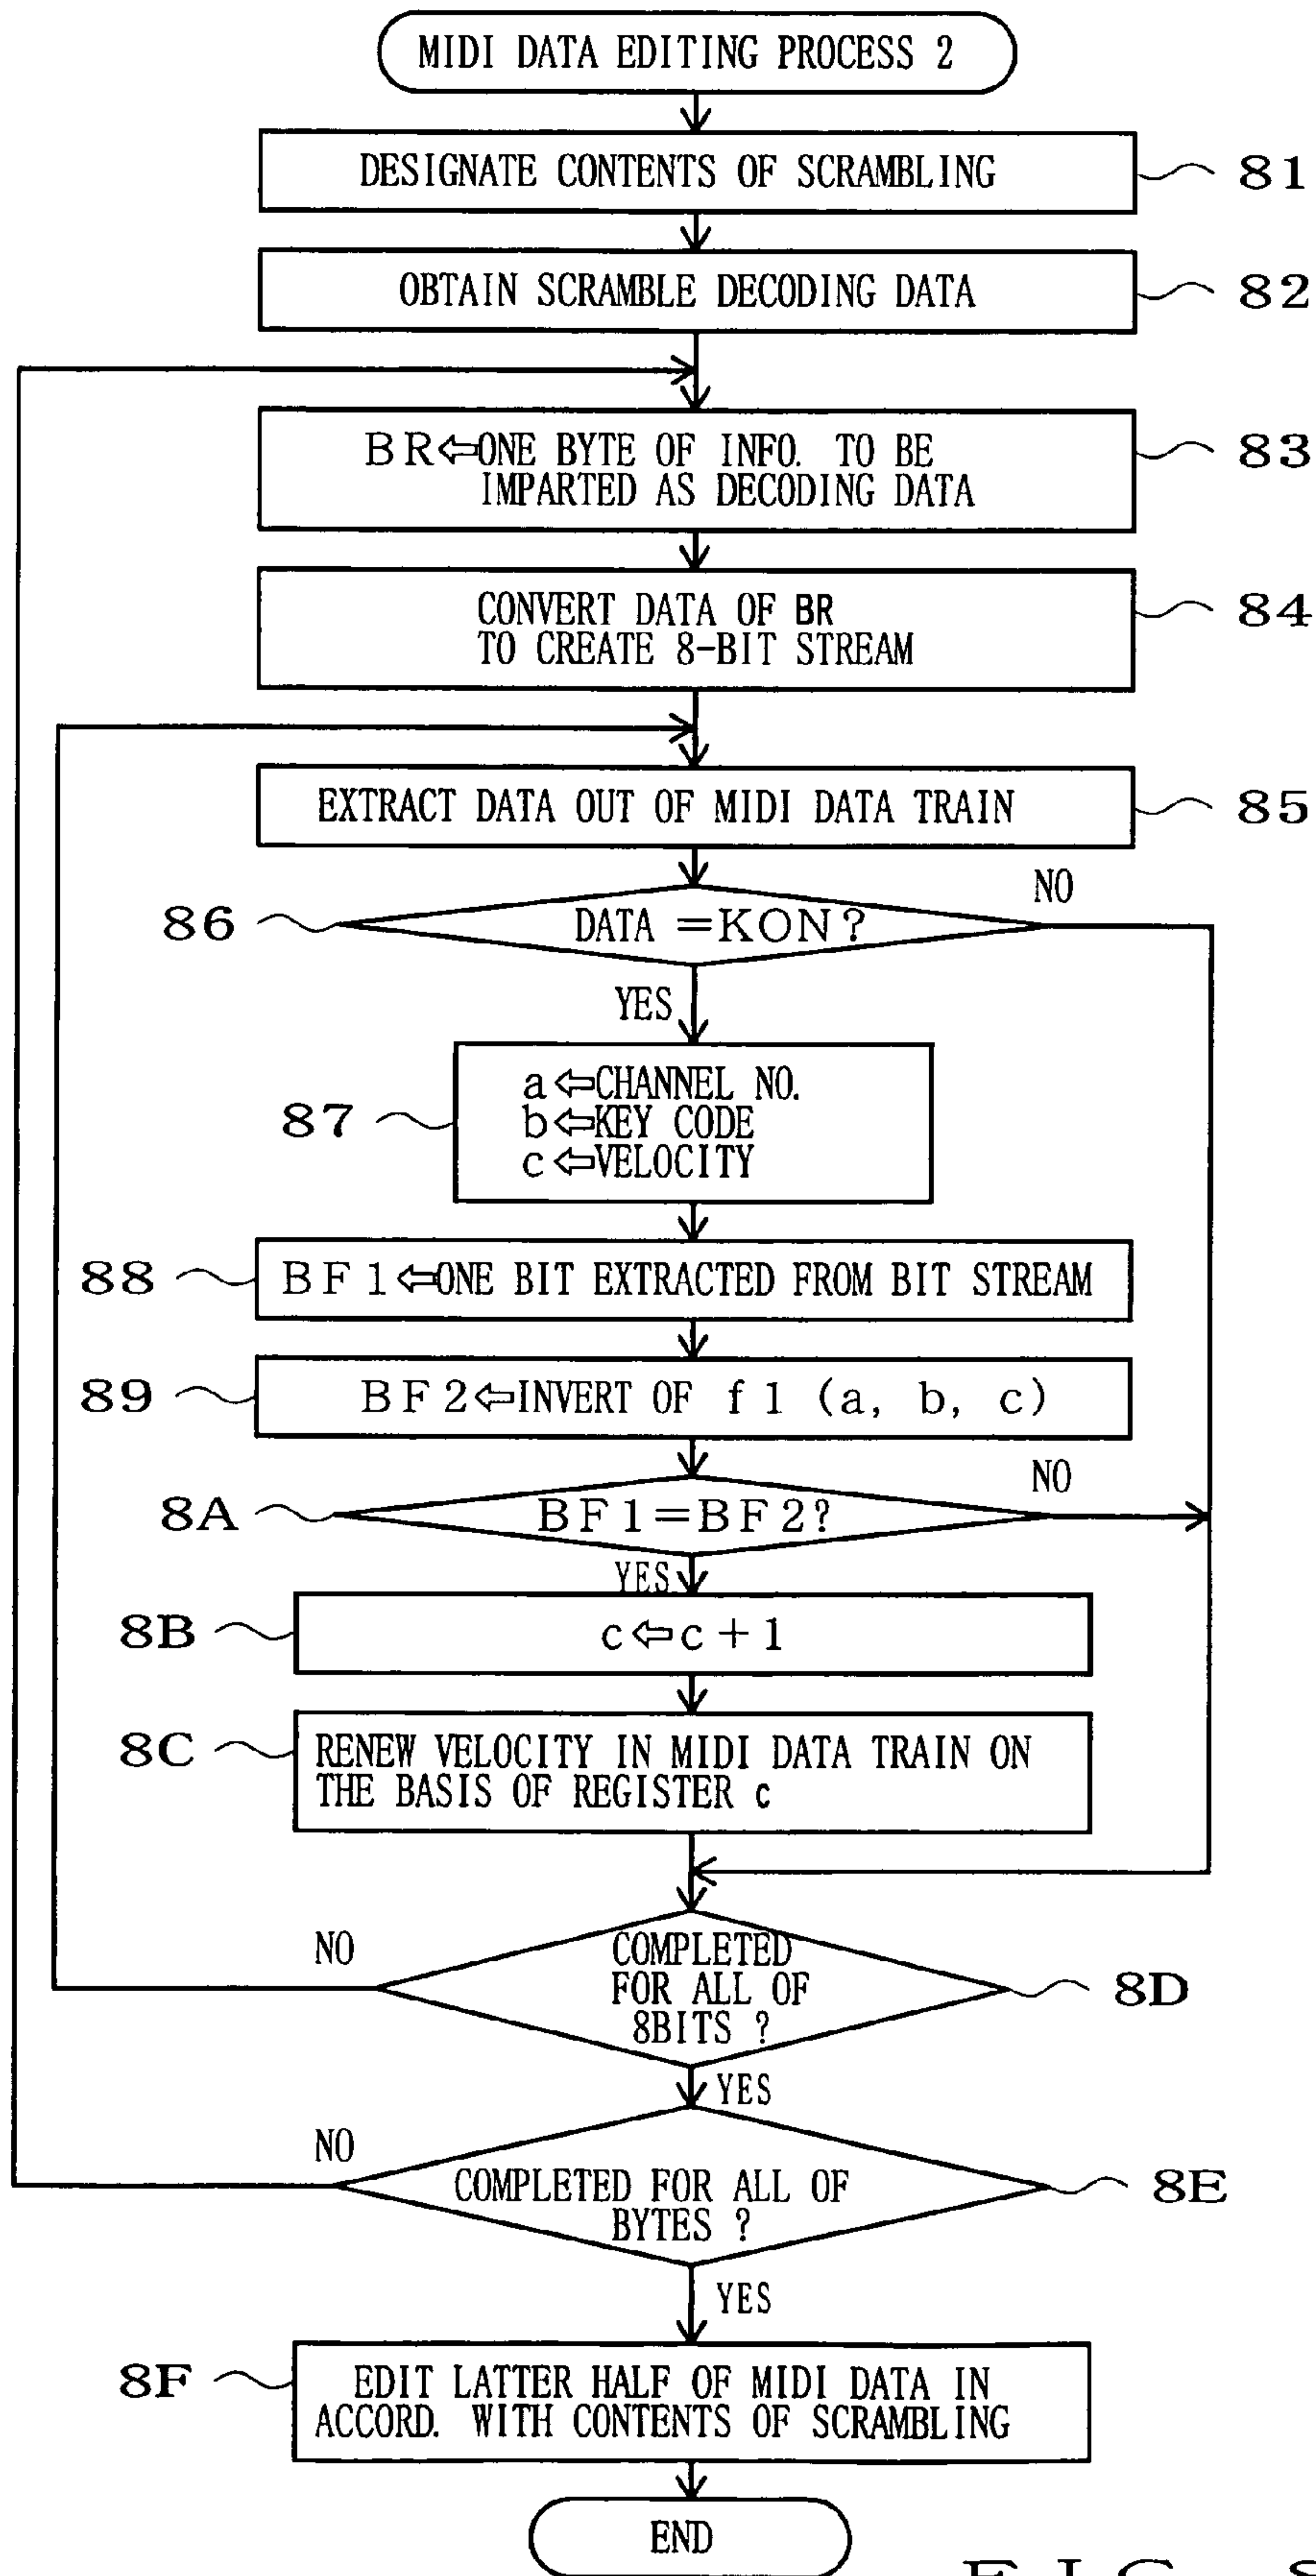 MIDI DATA EDITING PROCESS 2
DESIGNATE CONTENTS OF SCRAMBLING
81
OBTAIN SCRAMBLE DECODING DATA
82
BR⇦ONE BYTE OF INFO. TO BE
IMPARTED AS DECODING DATA
83
CONVERT DATA OF BR
TO CREATE 8-BIT STREAM
84
EXTRACT DATA OUT OF MIDI DATA TRAIN
85
NO
86
DATA =KON?
YES
87
a⇦CHANNEL NO.
b⇦KEY CODE
c⇦VELOCITY
88
BF1⇦ONE BIT EXTRACTED FROM BIT STREAM
89
BF2⇦INVERT OF f1 (a, b, c)
NO
8A
BF1=BF2?
YES
8B
c⇦c+1
8C
RENEW VELOCITY IN MIDI DATA TRAIN ON
THE BASIS OF REGISTER c
NO
COMPLETED
FOR ALL OF
8BITS ?
8D
YES
NO
COMPLETED FOR ALL OF
BYTES ?
8E
YES
8F
EDIT LATTER HALF OF MIDI DATA IN
ACCORD. WITH CONTENTS OF SCRAMBLING
END
FIG. 8